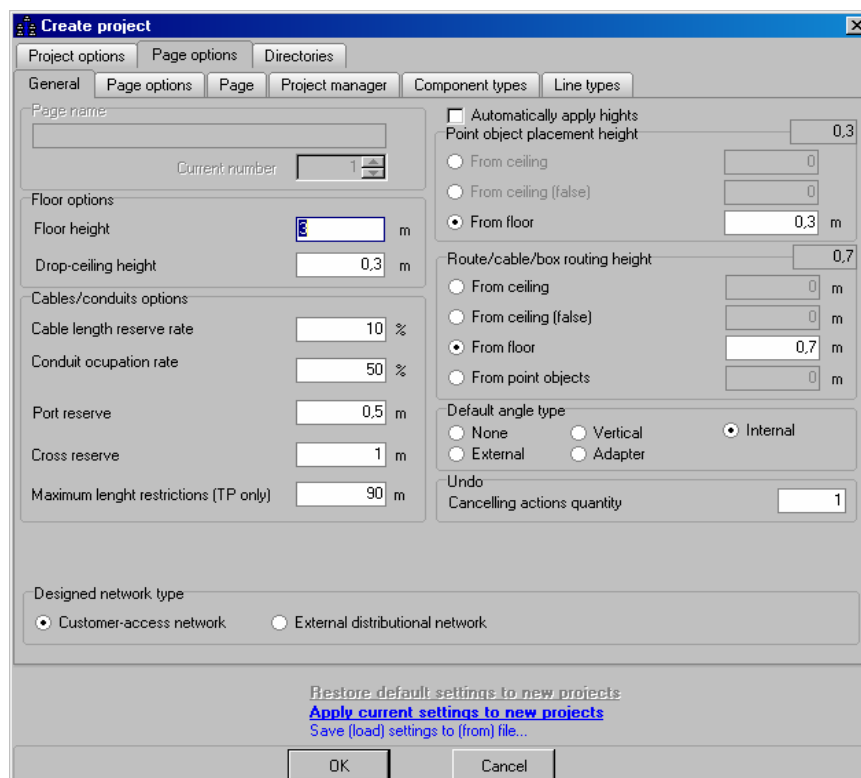 Create project
Project options Page options Directories
General Page options Page Project manager Component types Line types
Page name
Current number 1
Floor options
Floor height 3 m
Drop-ceiling height 0,3 m
Cables/conduits options
Cable length reserve rate 10 %
Conduit ocupation rate 50 %
Port reserve 0,5 m
Cross reserve 1 m
Maximum lenght restrictions (TP only) 90 m
Automatically apply hights
Point object placement height 0,3
From ceiling 0
From ceiling (false) 0
From floor 0,3 m
Route/cable/box routing height 0,7
From ceiling 0 m
From ceiling (false) 0 m
From floor 0,7 m
From point objects 0 m
Default angle type
None Vertical Internal
External Adapter
Undo
Cancelling actions quantity 1
Designed network type
Customer-access network External distributional network
Restore default settings to new projects
Apply current settings to new projects
Save (load) settings to (from) file...
OK Cancel